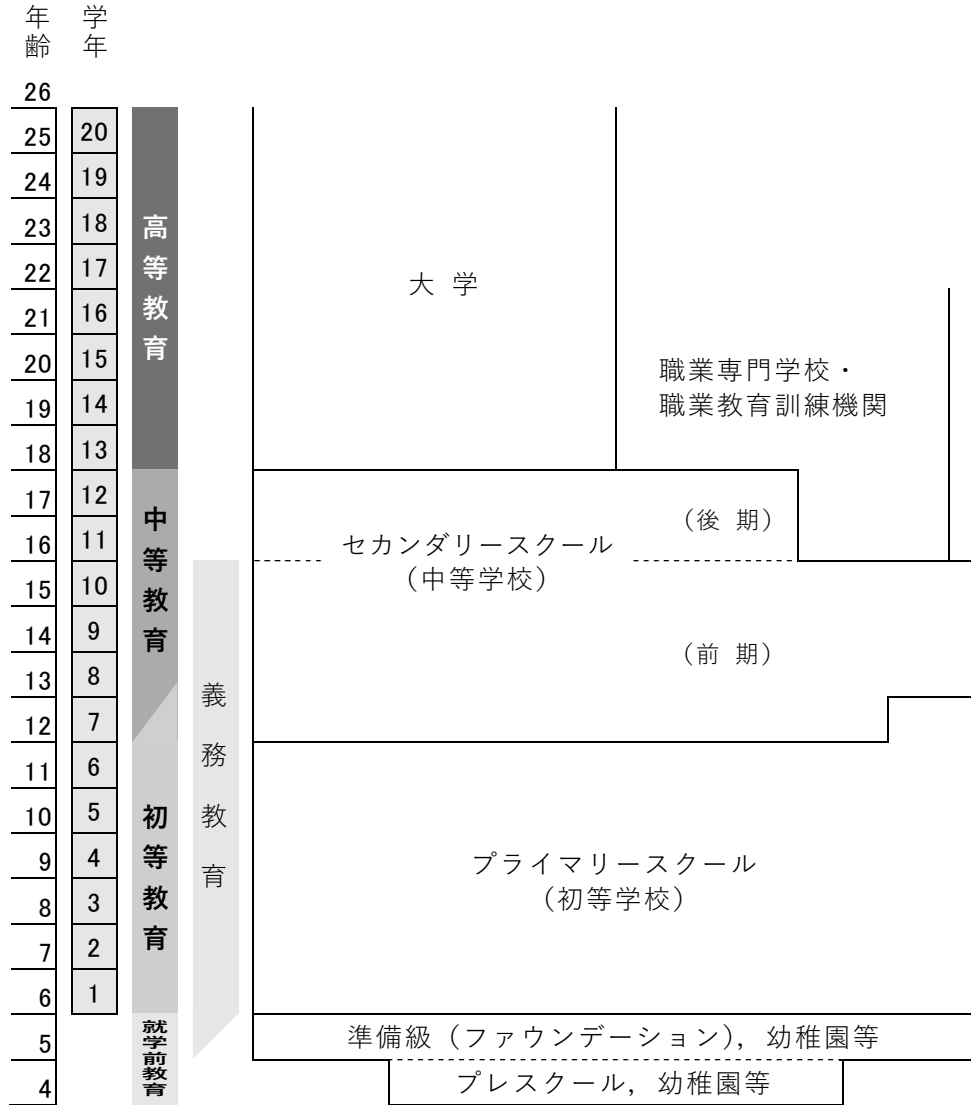 年齢 学年
26
25 20
24 19
23 18
22 17
21 16
20 15
19 14
18 13
17 12
16 11
15 10
14 9
13 8
12 7
11 6
10 5
9 4
8 3
7 2
6 1
5
4
高等教育
中等教育
初等教育
就学前教育
義務教育
大学
職業専門学校・
職業教育訓練機関
(後期)
セカンダリースクール
(中等学校)
(前期)
プライマリースクール
(初等学校)
準備級(ファウンデーション), 幼稚園等
プレスクール, 幼稚園等